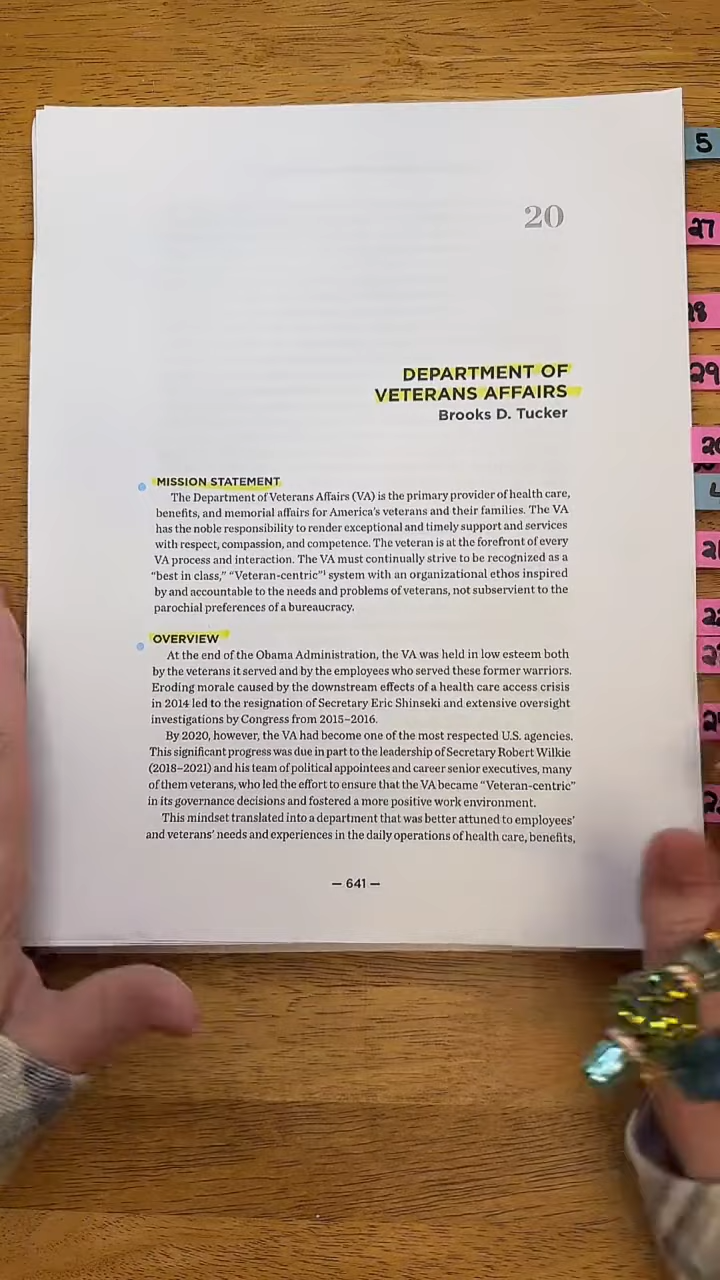 5
27
28
29
20
21
22
20
DEPARTMENT OF
VETERANS AFFAIRS
Brooks D. Tucker
MISSION STATEMENT
The Department of Veterans Affairs (VA) is the primary provider of health care,
benefits, and memorial affairs for America's veterans and their families. The VA
has the noble responsibility to render exceptional and timely support and services
with respect, compassion, and competence. The veteran is at the forefront of every
VA process and interaction. The VA must continually strive to be recognized as a
“best in class,” “Veteran-centric”¹ system with an organizational ethos inspired
by and accountable to the needs and problems of veterans, not subservient to the
parochial preferences of a bureaucracy.
OVERVIEW
At the end of the Obama Administration, the VA was held in low esteem both
by the veterans it served and by the employees who served these former warriors.
Eroding morale caused by the downstream effects of a health care access crisis
in 2014 led to the resignation of Secretary Eric Shinseki and extensive oversight
investigations by Congress from 2015–2016.
By 2020, however, the VA had become one of the most respected U.S. agencies.
This significant progress was due in part to the leadership of Secretary Robert Wilkie
(2018–2021) and his team of political appointees and career senior executives, many
of them veterans, who led the effort to ensure that the VA became “Veteran-centric”
in its governance decisions and fostered a more positive work environment.
This mindset translated into a department that was better attuned to employees’
and veterans’ needs and experiences in the daily operations of health care, benefits,
— 641 —